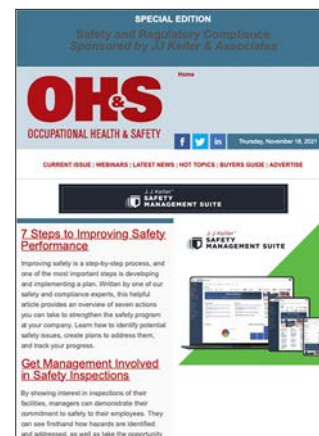 SPECIAL EDITION
Safety and Regulatory Compliance
Sponsored by JJ Keller & Associates
Home
OH&S
OCCUPATIONAL HEALTH & SAFETY
Thursday, November 18, 2021
CURRENT ISSUE | WEBINARS | LATEST NEWS | HOT TOPICS | BUYERS GUIDE | ADVERTISE
J. J. Keller®
SAFETY
MANAGEMENT SUITE
7 Steps to Improving Safety
Performance
Improving safety is a step-by-step process, and
one of the most important steps is developing
and implementing a plan. Written by one of our
safety and compliance experts, this helpful
article provides an overview of seven actions
you can take to strengthen the safety program
at your company. Learn how to identify potential
safety issues, create plans to address them,
and track your progress.
J. J. Keller®
SAFETY
MANAGEMENT SUITE
Get Management Involved
in Safety Inspections
By showing interest in inspections of their
facilities, managers can demonstrate their
commitment to safety to their employees. They
can see firsthand how hazards are identified
and addressed, as well as take the opportunity